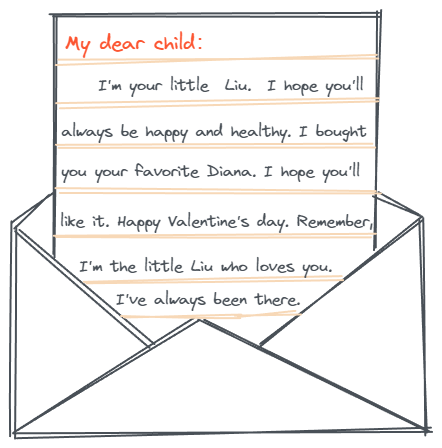 My dear child:
I'm your little Liu. I hope you'll
always be happy and healthy. I bought
you your favorite Diana. I hope you'll
like it. Happy Valentine's day. Remember,
I'm the little Liu who loves you.
I've always been there.